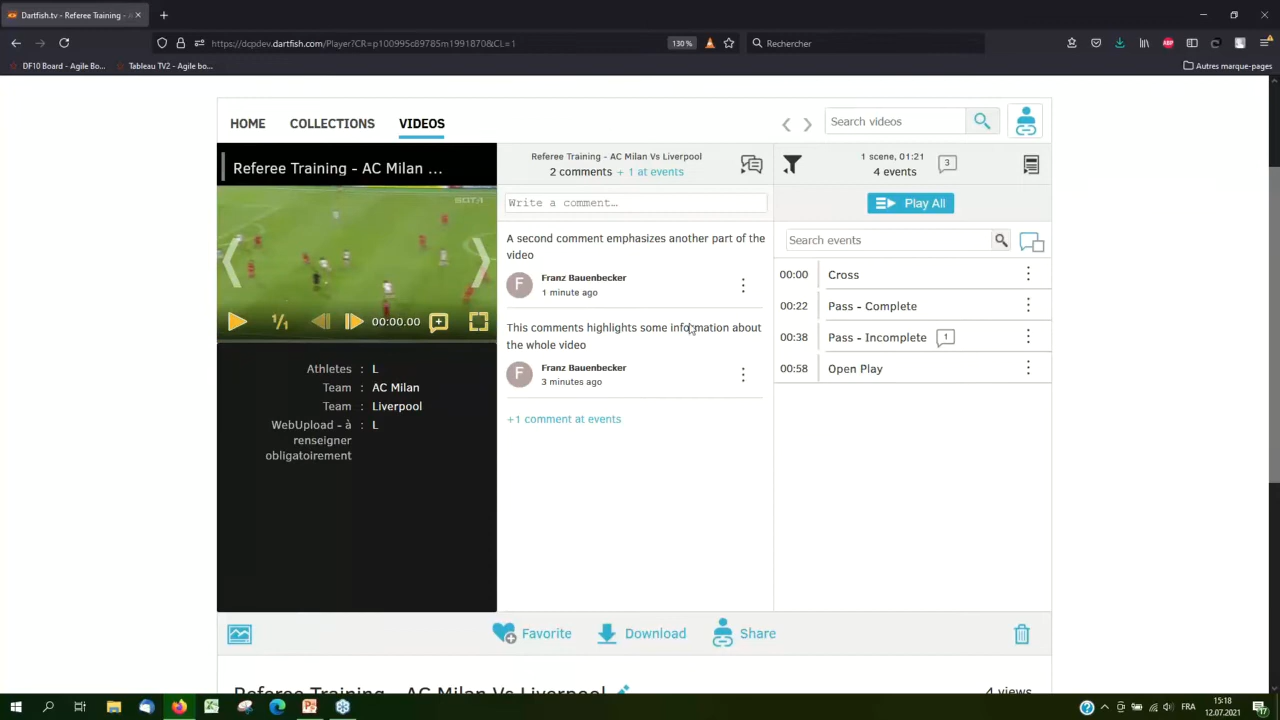 Dartfish.tv - Referee Training - A
https://dcpdev.dartfish.com/Player?CR=p100995c89785m1991870&CL=1
130 %
Rechercher
DF10 Board - Agile Bo...
Tableau TV2 - Agile bo...
Autres marque-pages
HOME
COLLECTIONS
VIDEOS
Search videos
Referee Training - AC Milan ...
Referee Training - AC Milan Vs Liverpool
2 comments + 1 at events
1 scene, 01:21
4 events
3
Write a comment...
Play All
Search events
A second comment emphasizes another part of the
video
Franz Bauenbecker
F
1 minute ago
This comments highlights some information about
the whole video
Franz Bauenbecker
F
3 minutes ago
+1 comment at events
00:00 Cross
00:22 Pass - Complete
00:38 Pass - Incomplete 1
00:58 Open Play
1/1
00:00.00
Athletes : L
Team : AC Milan
Team : Liverpool
WebUpload - à : L
renseigner
obligatoirement
Favorite
Download
Share
Referee Training - AC Milan Vs Liverpool
4 views
FRA
15:18
12.07.2021
17